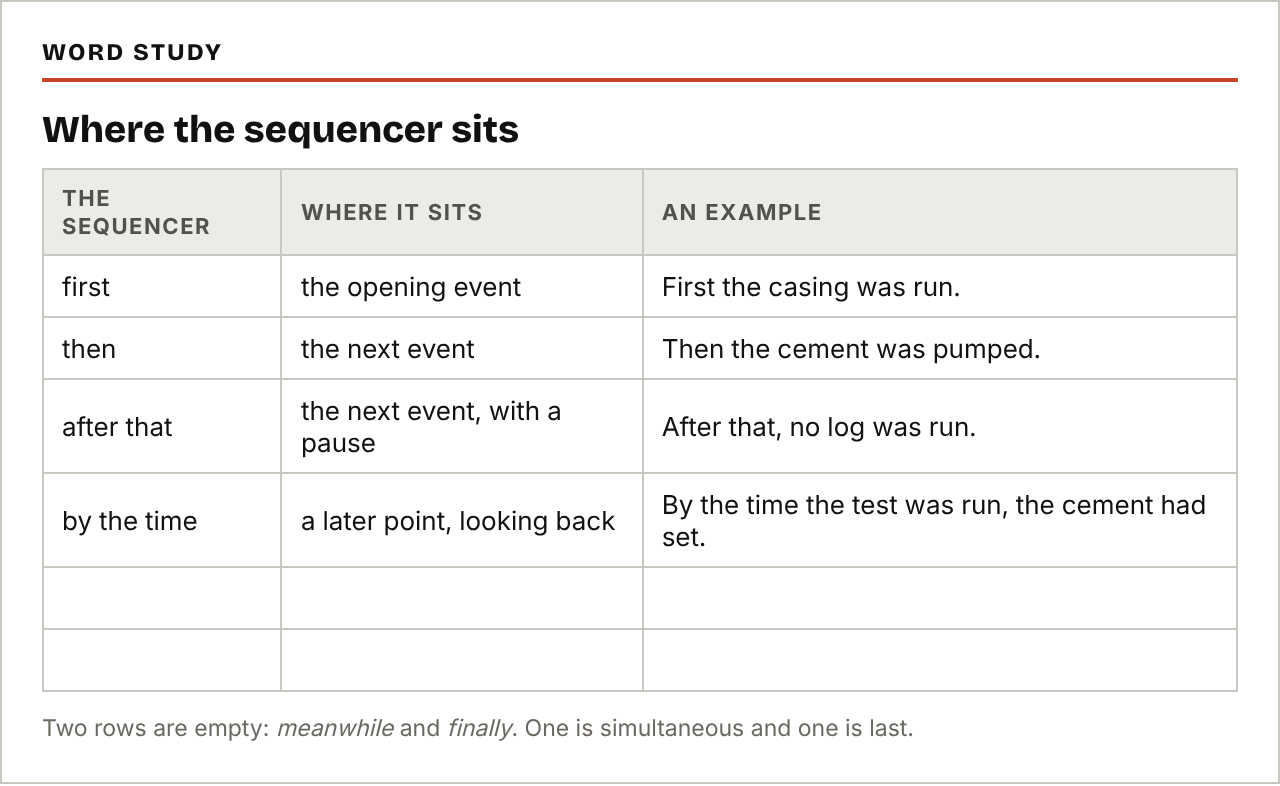 WORD STUDY
Where the sequencer sits
THE
SEQUENCER
WHERE IT SITS
AN EXAMPLE
first
the opening event
First the casing was run.
then
the next event
Then the cement was pumped.
after that
the next event, with a
pause
After that, no log was run.
by the time
a later point, looking back
By the time the test was run, the cement had
set.
Two rows are empty: meanwhile and finally. One is simultaneous and one is last.